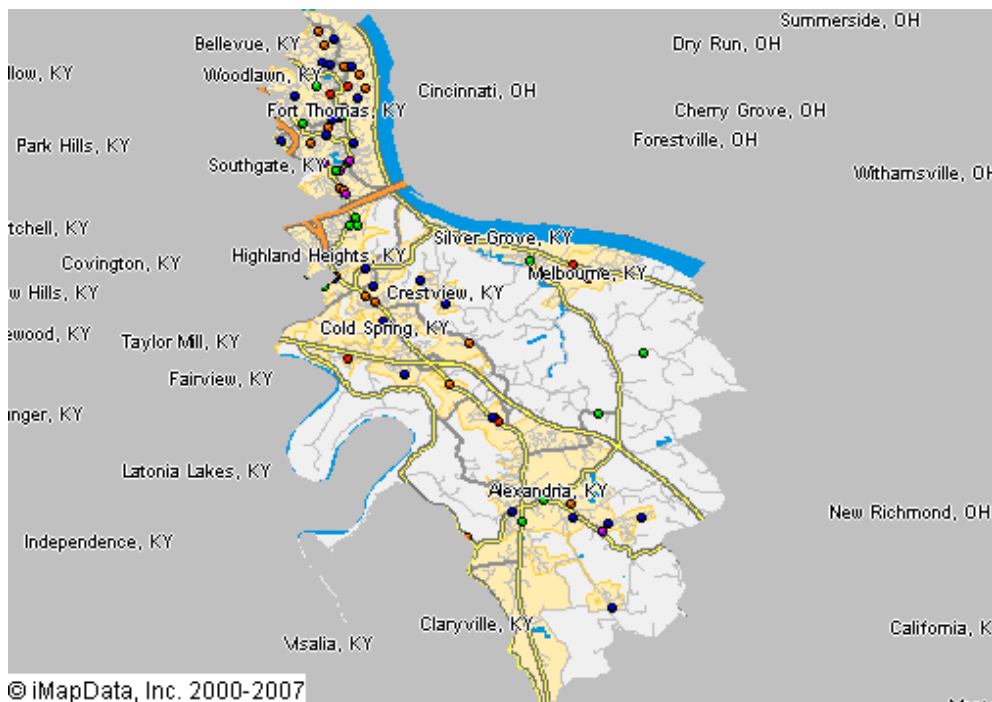 Summerside, OH
Bellevue, KY
Dry Run, OH
llow, KY
Woodlawn, KY
Cincinnati, OH
Fort Thomas, KY
Cherry Grove, OH
Park Hills, KY
Forestville, OH
Southgate, KY
Withamsville, OH
tchell, KY
Silver Grove, KY
Covington, KY
Highland Heights, KY
Melbourne, KY
w Hills, KY
Crestview, KY
ewood, KY
Taylor Mill, KY
Cold Spring, KY
Fairview, KY
unger, KY
Latonia Lakes, KY
Alexandria, KY
New Richmond, OH
Independence, KY
Claryville, KY
California, K
Visalia, KY
© iMapData, Inc. 2000-2007